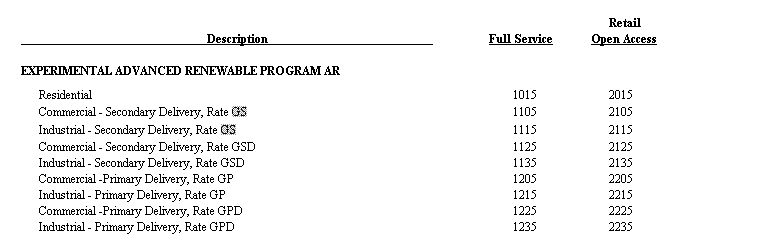 Retail
Description Full Service Open Access
EXPERIMENTAL ADVANCED RENEWABLE PROGRAM AR
Residential 1015 2015
Commercial - Secondary Delivery, Rate GS 1105 2105
Industrial - Secondary Delivery, Rate GS 1115 2115
Commercial - Secondary Delivery, Rate GSD 1125 2125
Industrial - Secondary Delivery, Rate GSD 1135 2135
Commercial -Primary Delivery, Rate GP 1205 2205
Industrial - Primary Delivery, Rate GP 1215 2215
Commercial -Primary Delivery, Rate GPD 1225 2225
Industrial - Primary Delivery, Rate GPD 1235 2235